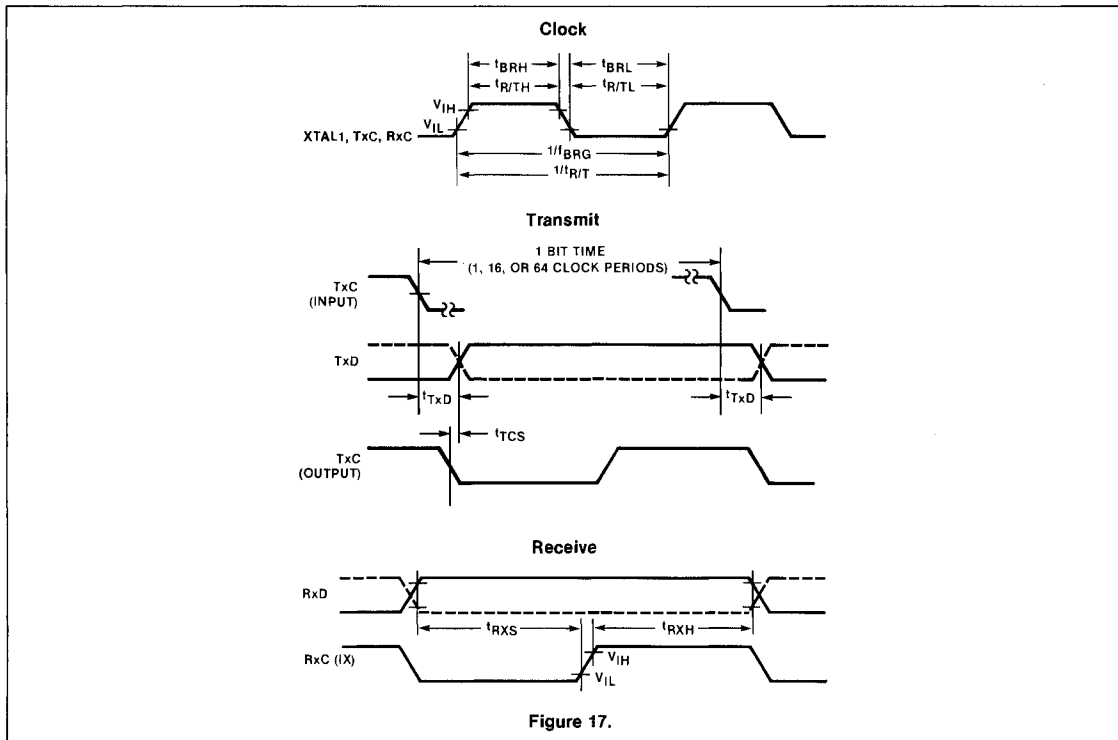 Clock
tBRH
tBRL
tR/TH
tR/TL
VIH
VIL
XTAL1, TxC, RxC
1/fBRG
1/tR/T
Transmit
1 BIT TIME
(1, 16, OR 64 CLOCK PERIODS)
TxC
(INPUT)
TxD
tTxD
tTxD
tTCS
TxC
(OUTPUT)
Receive
RxD
tRXS
tRXH
RxC (IX)
VIH
VIL
Figure 17.